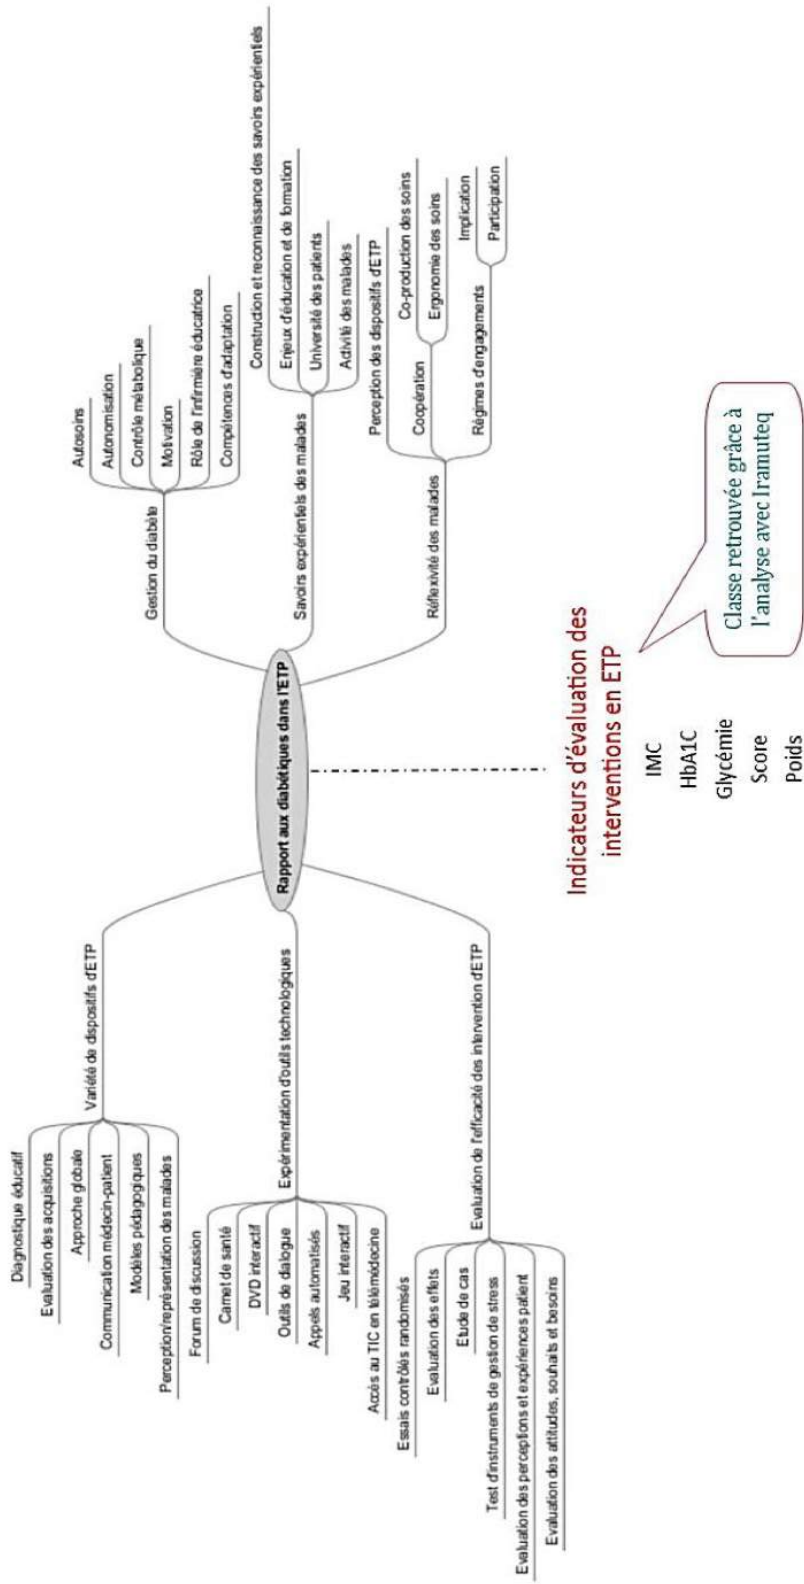 Diagnostique éducatif
Evaluation des acquisitions
Approche globale
Communication médecin-patient
Modèles pédagogiques
Perception/représentation des malades
Variété de dispositifs d'ETP
Forum de discussion
Carnet de santé
DVD interactif
Outils de dialogue
Appels automatisés
Jeu interactif
Accès au TIC en télémédecine
Expérimentation d'outils technologiques
Essais contrôlés randomisés
Evaluation des effets
Etude de cas
Test d'instruments de gestion de stress
Evaluation des perceptions et expériences patient
Evaluation des attitudes, souhaits et besoins
Evaluation de l'efficacité des intervention d'ETP
Rapport aux diabétiques dans l'ETP
Gestion du diabète
Autosoins
Autonomisation
Contrôle métabolique
Motivation
Rôle de l'infirmière éducatrice
Compétences d'adaptation
Savoirs expérientiels des malades
Construction et reconnaissance des savoirs expérientiels
Enjeux d'éducation et de formation
Université des patients
Activité des malades
Réflexivité des malades
Perception des dispositifs d'ETP
Coopération
Co-production des soins
Ergonomie des soins
Régimes d'engagements
Implication
Participation
Indicateurs d'évaluation des
interventions en ETP
IMC
HbA1C
Glycémie
Score
Poids
Classe retrouvée grâce à
l'analyse avec Iramuteq